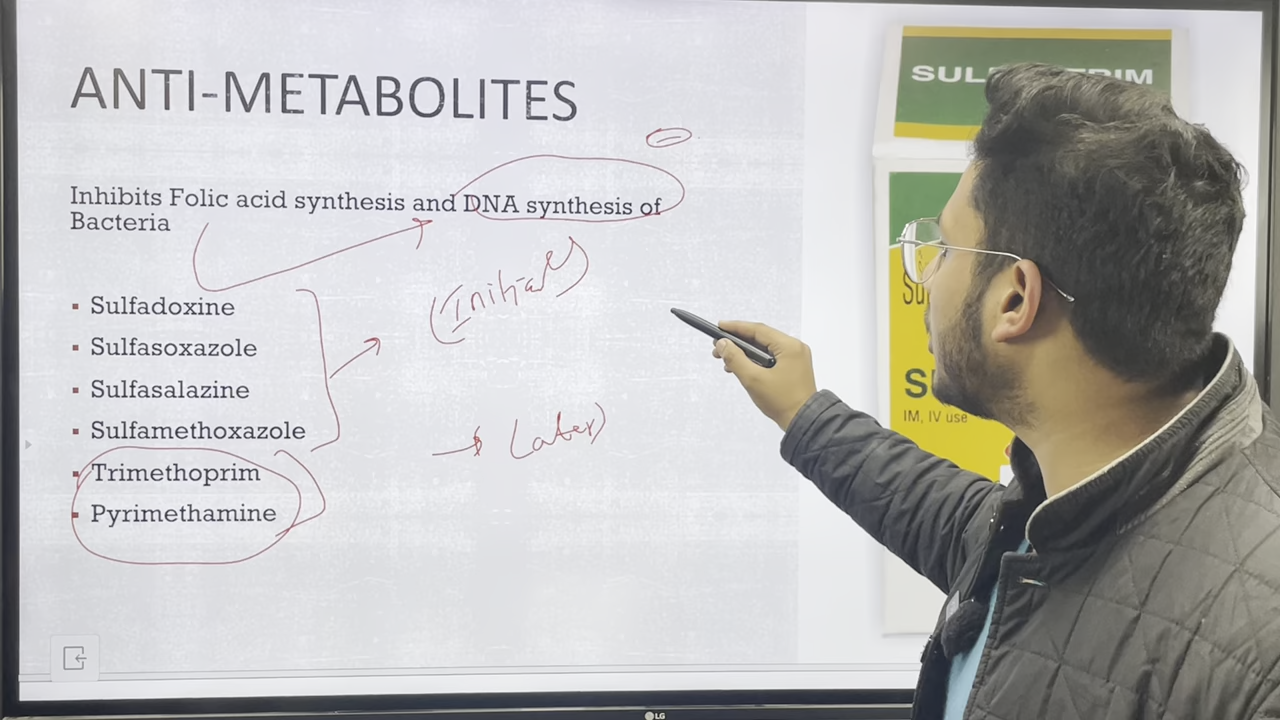 ANTI-METABOLITES
Inhibits Folic acid synthesis and DNA synthesis of
Bacteria
(Initial)
▪ Sulfadoxine
▪ Sulfasoxazole
▪ Sulfasalazine
▪ Sulfamethoxazole
▪ Trimethoprim
▪ Pyrimethamine
(later)
IM, IV use
LG